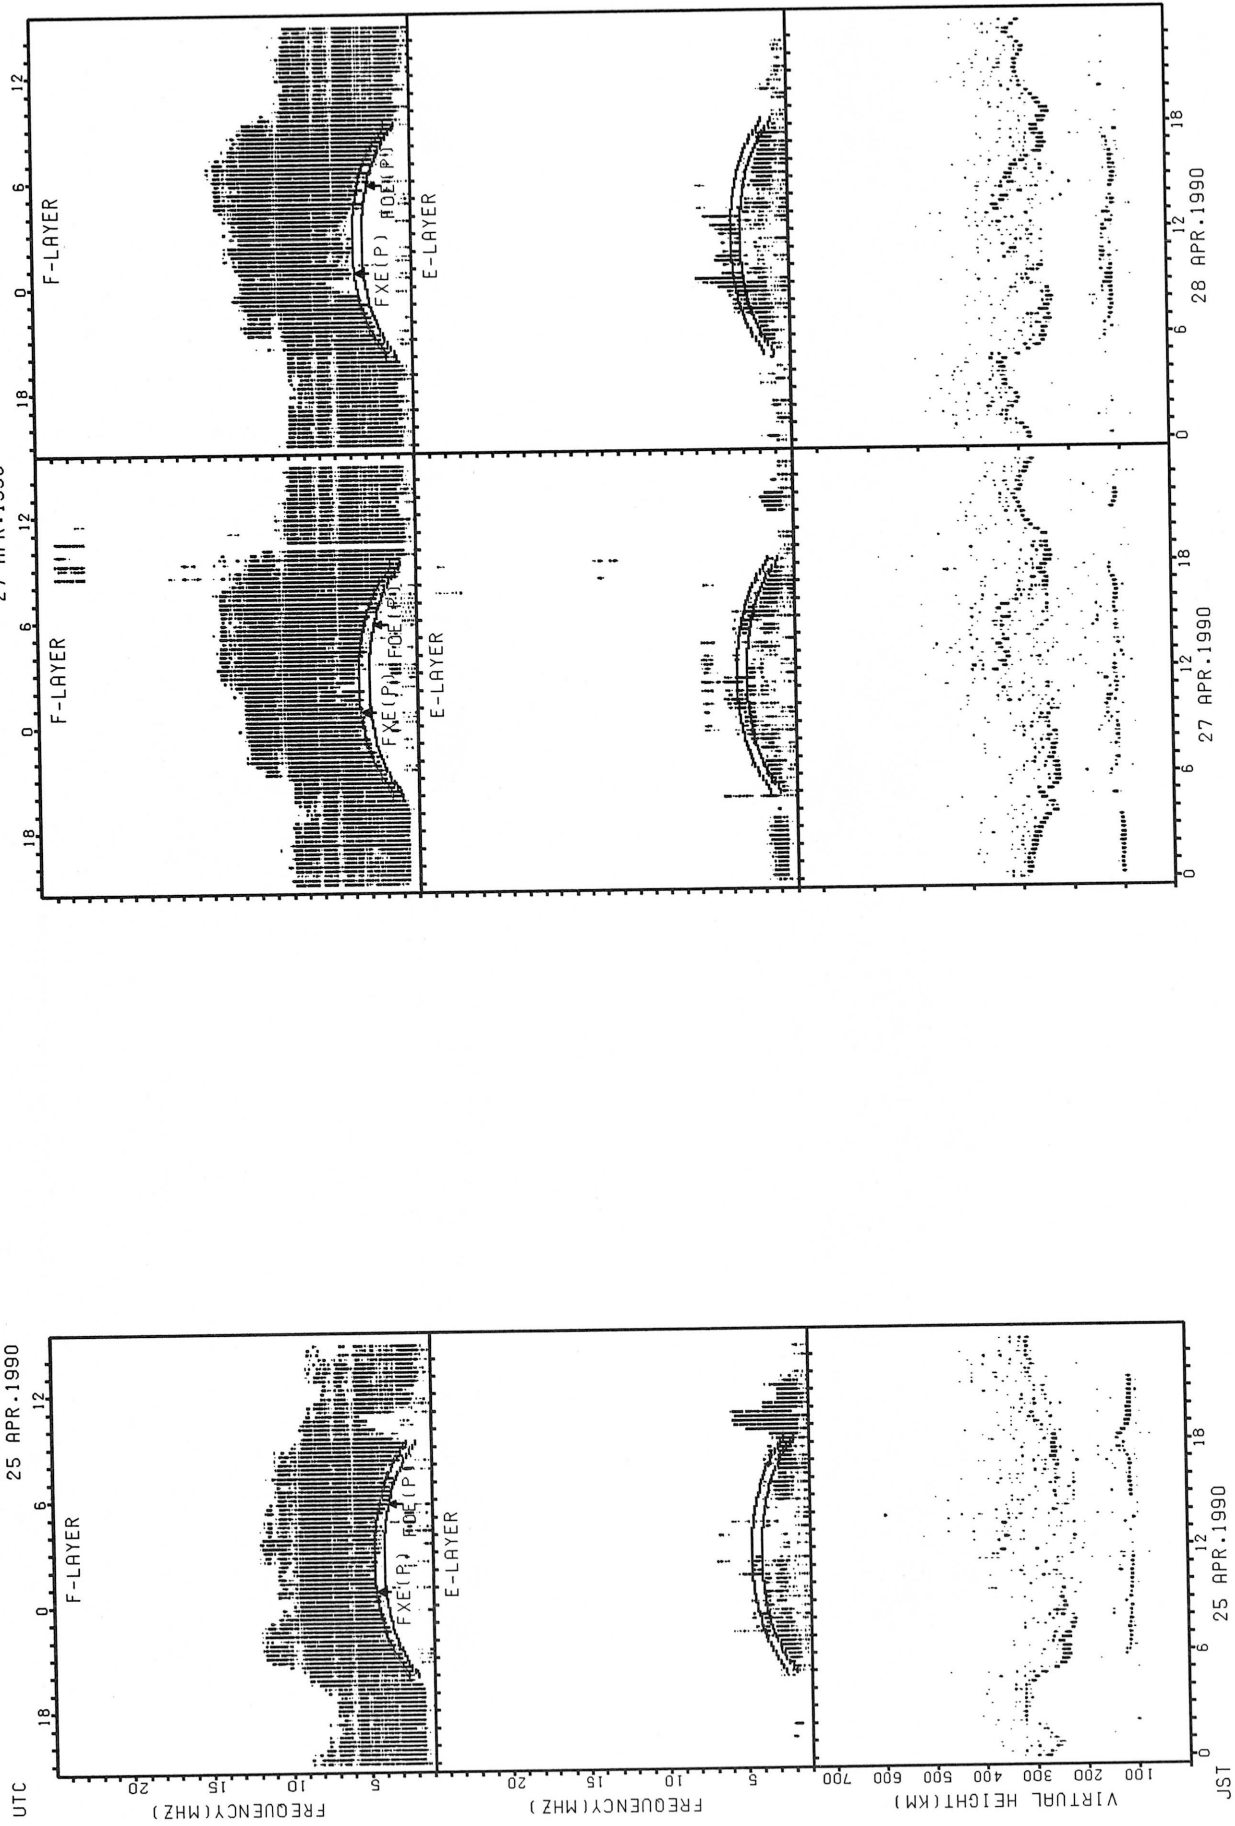 UTC
25 APR.1990
18 0 6 12
F-LAYER
FXE(P) FOE(P)
E-LAYER
FREQUENCY(MHZ)
20 15 10 5
FREQUENCY(MHZ)
20 15 10 5
VIRTUAL HEIGHT(KM)
700 600 500 400 300 200 100
0 6 12 18
JST
25 APR.1990
18 0 6 12
F-LAYER
FXE(P) FOE(P)
E-LAYER
0 6 12 18
27 APR.1990
18 0 6 12
F-LAYER
FXE(P) FOE(P)
E-LAYER
0 6 12 18
28 APR.1990